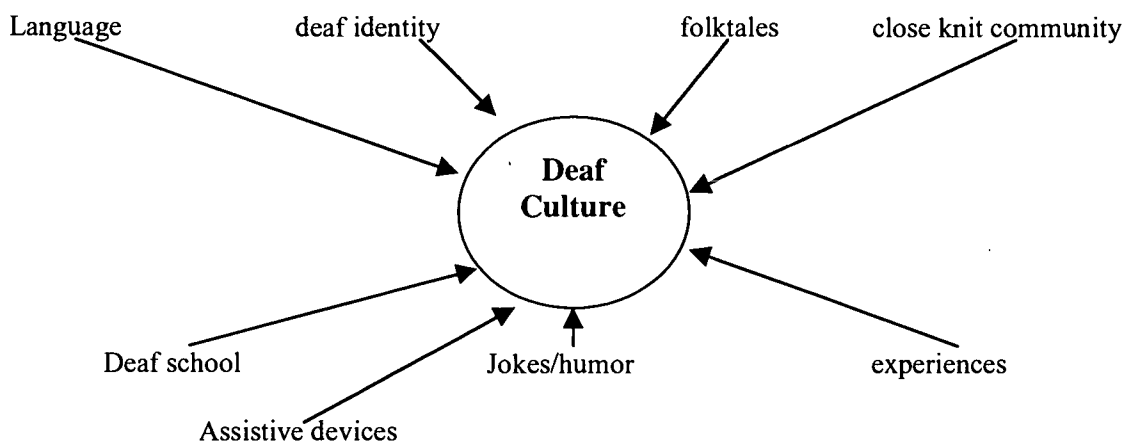 Language
deaf identity
folktales
close knit community
Deaf
Culture
Deaf school
Jokes/humor
experiences
Assistive devices